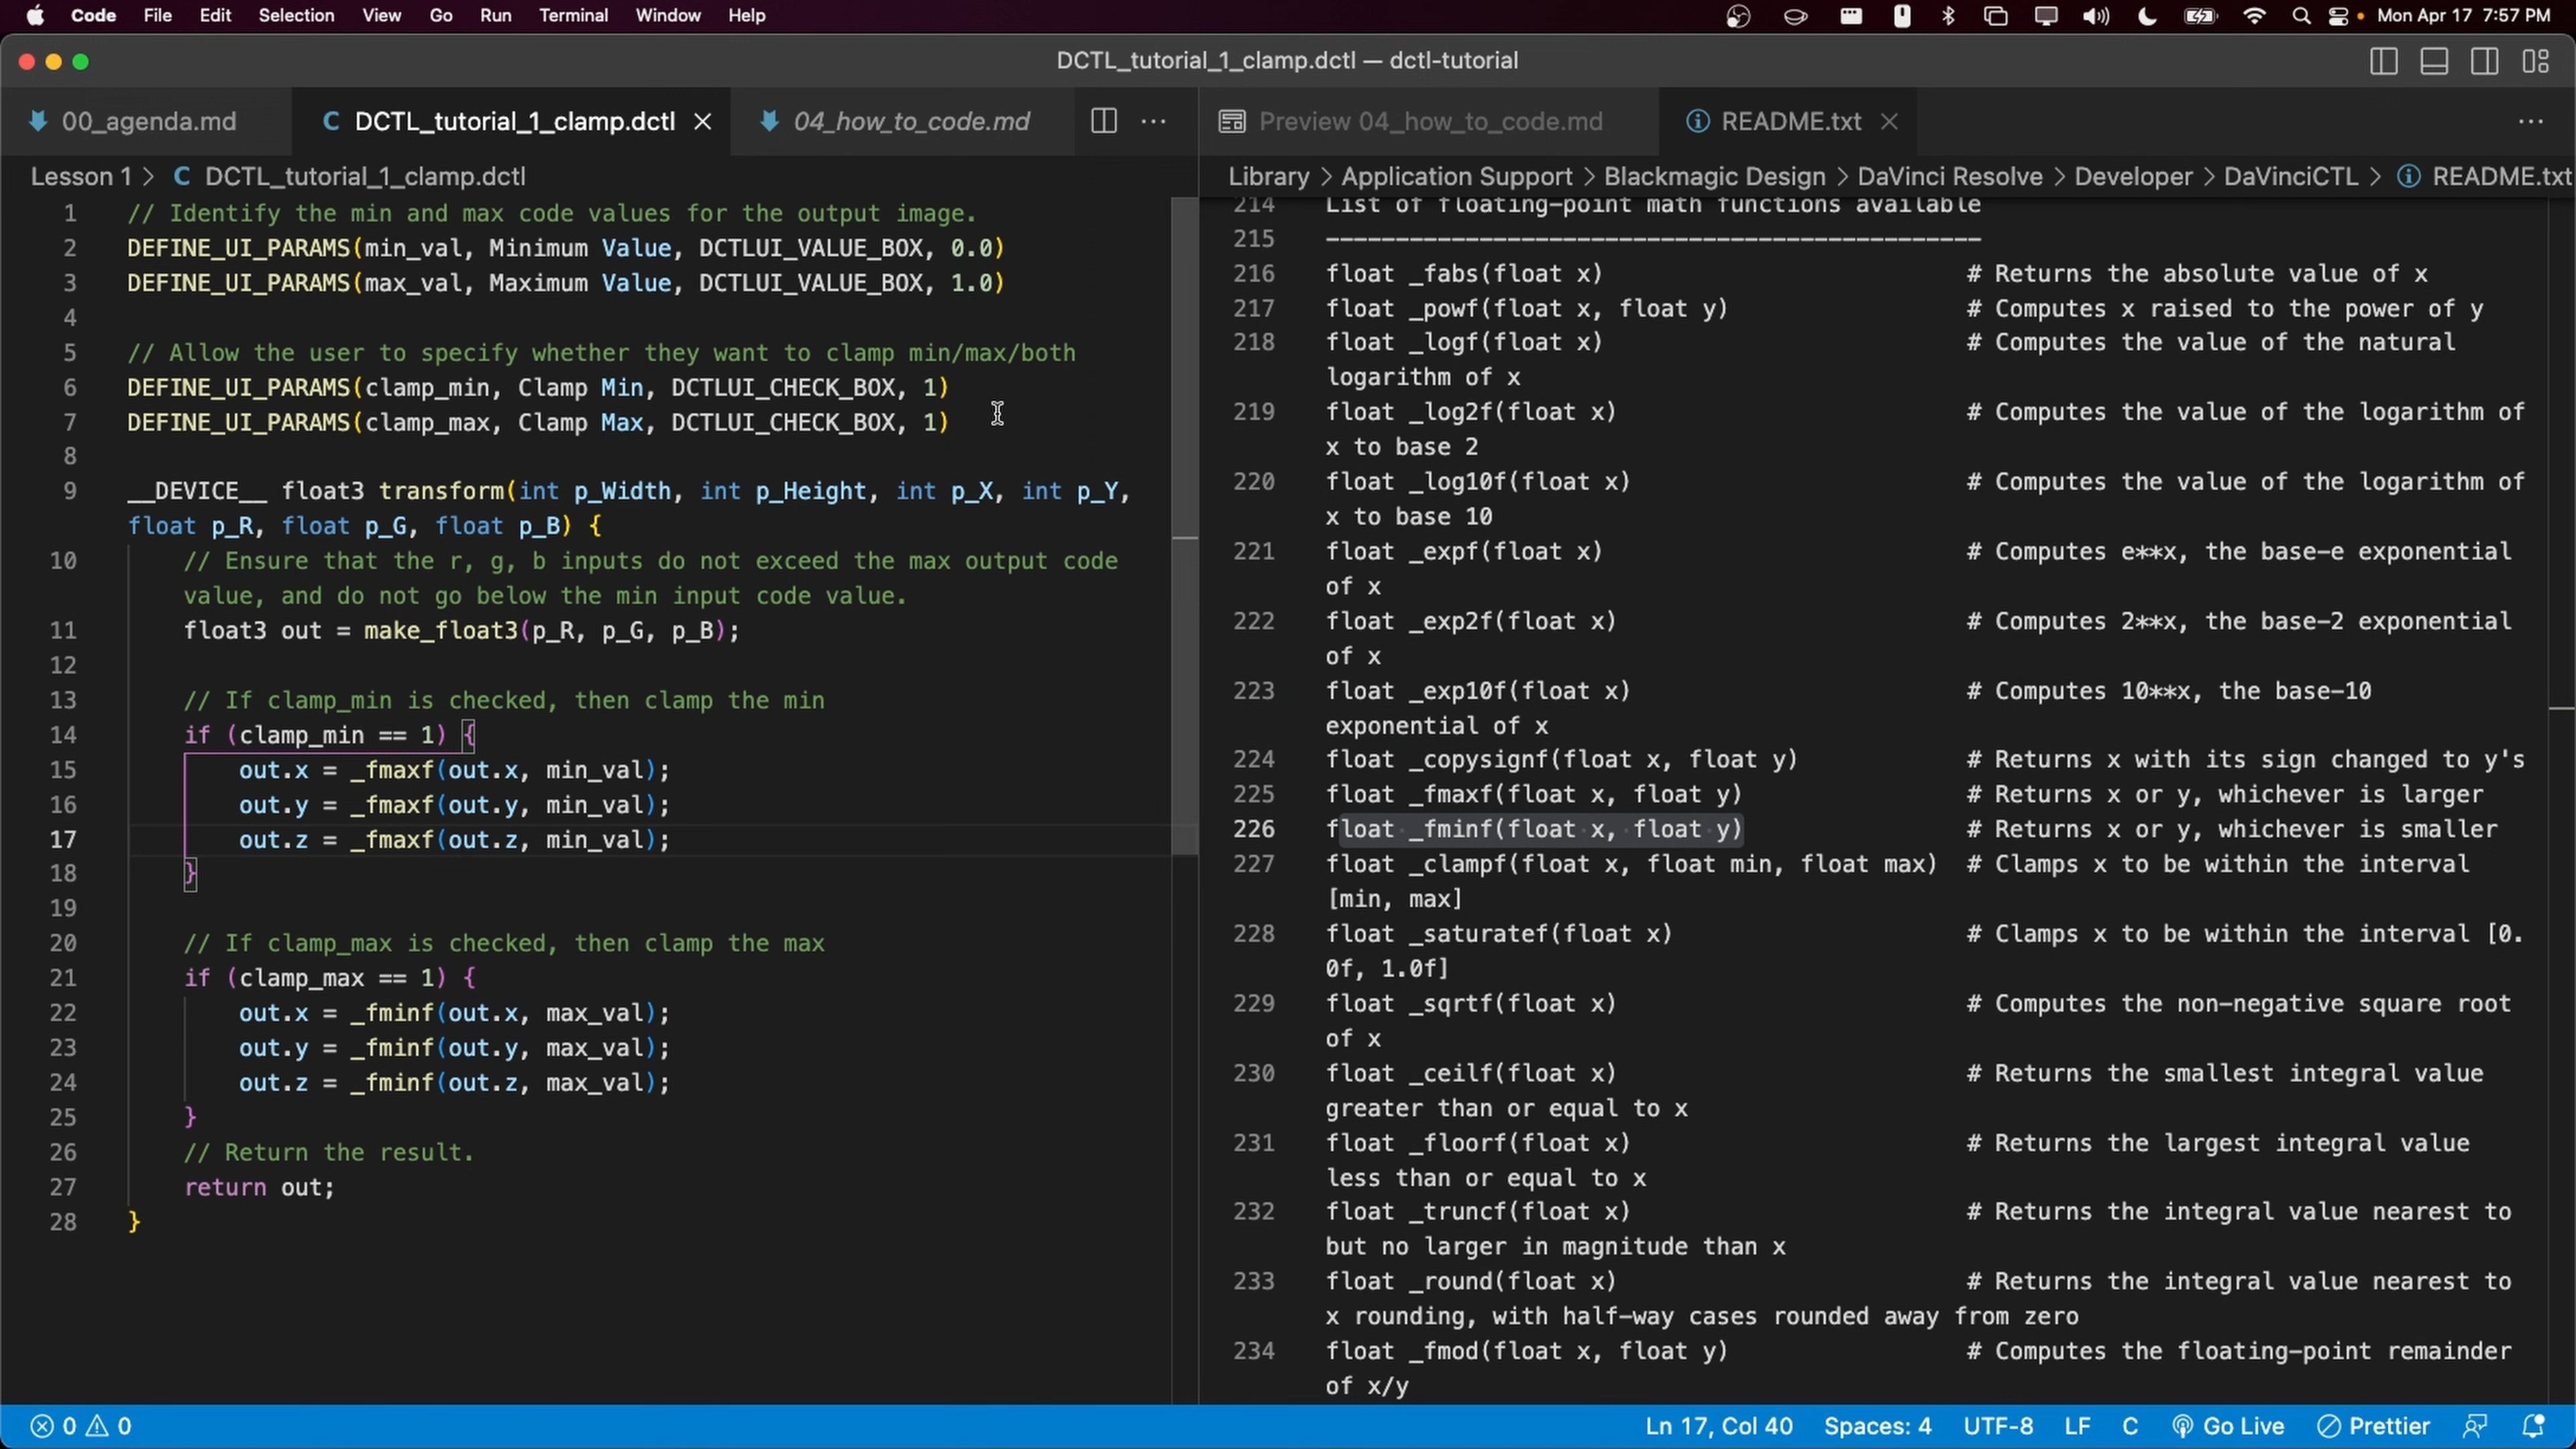 Code File Edit Selection View Go Run Terminal Window Help Mon Apr 17 7:57 PM
DCTL_tutorial_1_clamp.dctl — dctl-tutorial
00_agenda.md C DCTL_tutorial_1_clamp.dctl 04_how_to_code.md
Lesson 1 > C DCTL_tutorial_1_clamp.dctl
1 // Identify the min and max code values for the output image.
2 DEFINE_UI_PARAMS(min_val, Minimum Value, DCTLUI_VALUE_BOX, 0.0)
3 DEFINE_UI_PARAMS(max_val, Maximum Value, DCTLUI_VALUE_BOX, 1.0)
4
5 // Allow the user to specify whether they want to clamp min/max/both
6 DEFINE_UI_PARAMS(clamp_min, Clamp Min, DCTLUI_CHECK_BOX, 1)
7 DEFINE_UI_PARAMS(clamp_max, Clamp Max, DCTLUI_CHECK_BOX, 1)
8
9 __DEVICE__ float3 transform(int p_Width, int p_Height, int p_X, int p_Y,
float p_R, float p_G, float p_B) {
10 // Ensure that the r, g, b inputs do not exceed the max output code
value, and do not go below the min input code value.
11 float3 out = make_float3(p_R, p_G, p_B);
12
13 // If clamp_min is checked, then clamp the min
14 if (clamp_min == 1) {
15 out.x = _fmaxf(out.x, min_val);
16 out.y = _fmaxf(out.y, min_val);
17 out.z = _fmaxf(out.z, min_val);
18 }
19
20 // If clamp_max is checked, then clamp the max
21 if (clamp_max == 1) {
22 out.x = _fminf(out.x, max_val);
23 out.y = _fminf(out.y, max_val);
24 out.z = _fminf(out.z, max_val);
25 }
26 // Return the result.
27 return out;
28 }
Preview 04_how_to_code.md README.txt
Library > Application Support > Blackmagic Design > DaVinci Resolve > Developer > DaVinciCTL > README.txt
214 List of floating-point math functions available
215 -----------------------------------------------
216 float _fabs(float x) # Returns the absolute value of x
217 float _powf(float x, float y) # Computes x raised to the power of y
218 float _logf(float x) # Computes the value of the natural
logarithm of x
219 float _log2f(float x) # Computes the value of the logarithm of
x to base 2
220 float _log10f(float x) # Computes the value of the logarithm of
x to base 10
221 float _expf(float x) # Computes e**x, the base-e exponential
of x
222 float _exp2f(float x) # Computes 2**x, the base-2 exponential
of x
223 float _exp10f(float x) # Computes 10**x, the base-10
exponential of x
224 float _copysignf(float x, float y) # Returns x with its sign changed to y's
225 float _fmaxf(float x, float y) # Returns x or y, whichever is larger
226 float _fminf(float x, float y) # Returns x or y, whichever is smaller
227 float _clampf(float x, float min, float max) # Clamps x to be within the interval
[min, max]
228 float _saturatef(float x) # Clamps x to be within the interval [0.
0f, 1.0f]
229 float _sqrtf(float x) # Computes the non-negative square root
of x
230 float _ceilf(float x) # Returns the smallest integral value
greater than or equal to x
231 float _floorf(float x) # Returns the largest integral value
less than or equal to x
232 float _truncf(float x) # Returns the integral value nearest to
but no larger in magnitude than x
233 float _round(float x) # Returns the integral value nearest to
x rounding, with half-way cases rounded away from zero
234 float _fmod(float x, float y) # Computes the floating-point remainder
of x/y
0 0 Ln 17, Col 40 Spaces: 4 UTF-8 LF C Go Live Prettier